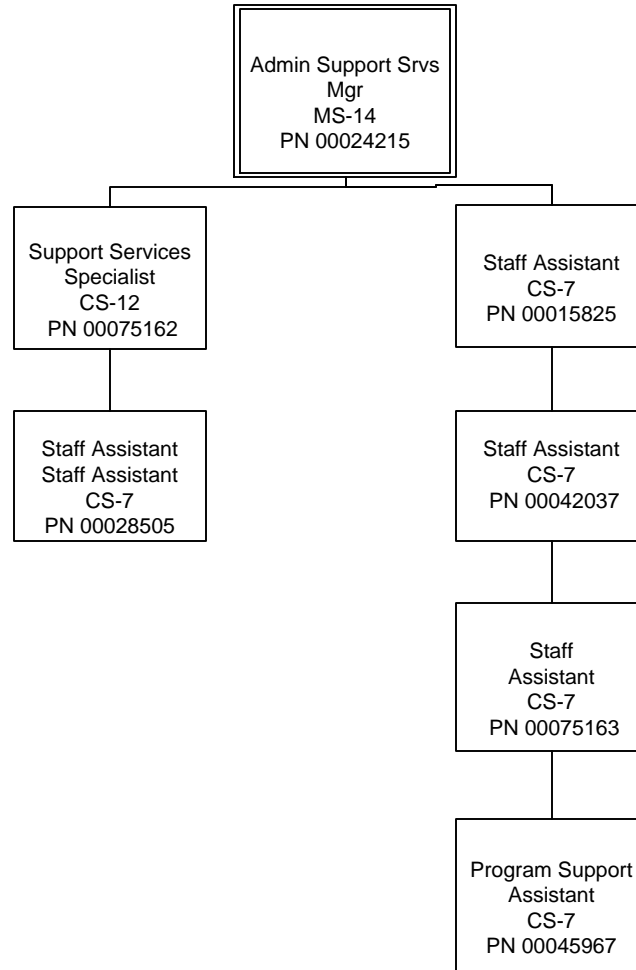 Admin Support Srvs
Mgr
MS-14
PN 00024215
Support Services
Specialist
CS-12
PN 00075162
Staff Assistant
CS-7
PN 00015825
Staff Assistant
Staff Assistant
CS-7
PN 00028505
Staff Assistant
CS-7
PN 00042037
Staff
Assistant
CS-7
PN 00075163
Program Support
Assistant
CS-7
PN 00045967